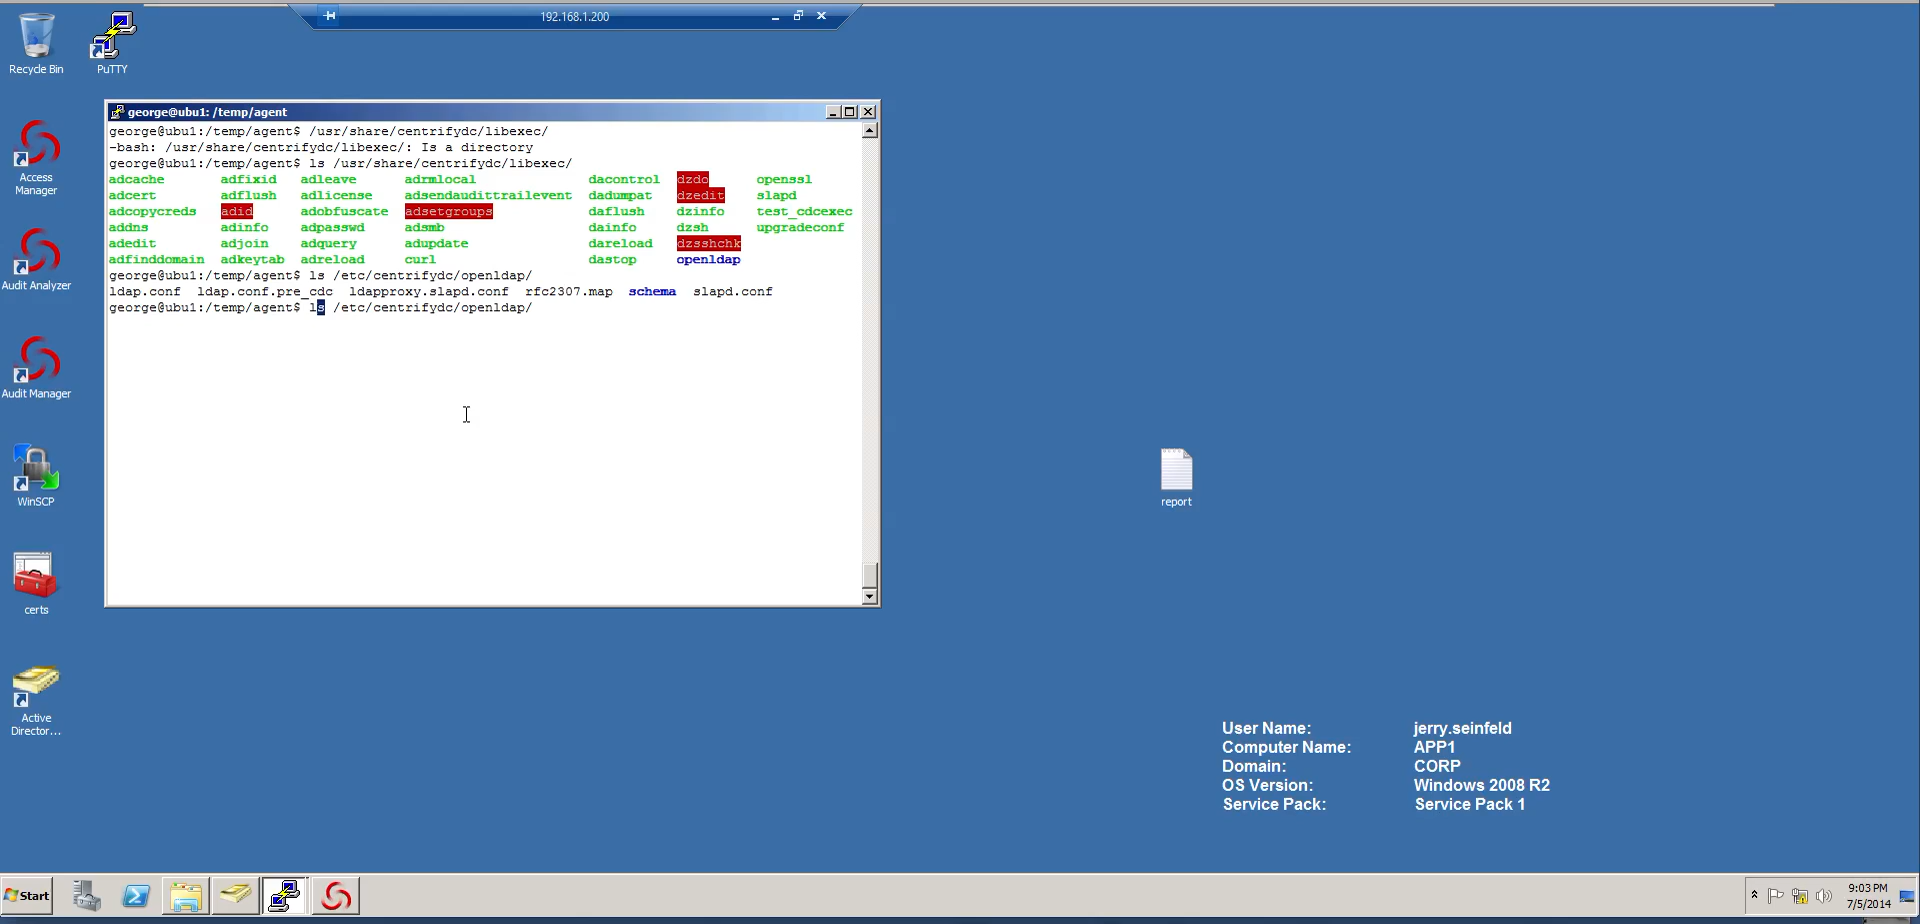 192.168.1.200
Recycle Bin
PuTTY
Access
Manager
Audit Analyzer
Audit Manager
WinSCP
certs
Active
Director...
george@ubu1: /temp/agent
george@ubu1:/temp/agent$ /usr/share/centrifydc/libexec/
-bash: /usr/share/centrifydc/libexec/: Is a directory
george@ubu1:/temp/agent$ ls /usr/share/centrifydc/libexec/
adcache adfixid adleave adrmlocal dacontrol dzdo openssl
adcert adflush adlicense adsendaudittrailevent dadumpat dzedit slapd
adcopycreds adid adobfuscate adsetgroups daflush dzinfo test_cdcexec
addns adinfo adpasswd adsmb dainfo dzsh upgradeconf
adedit adjoin adquery adupdate dareload dzsshchk
adfinddomain adkeytab adreload curl dastop openldap
george@ubu1:/temp/agent$ ls /etc/centrifydc/openldap/
ldap.conf ldap.conf.pre_cdc ldapproxy.slapd.conf rfc2307.map schema slapd.conf
george@ubu1:/temp/agent$ ls /etc/centrifydc/openldap/
report
User Name: jerry.seinfeld
Computer Name: APP1
Domain: CORP
OS Version: Windows 2008 R2
Service Pack: Service Pack 1
Start
9:03 PM
7/5/2014